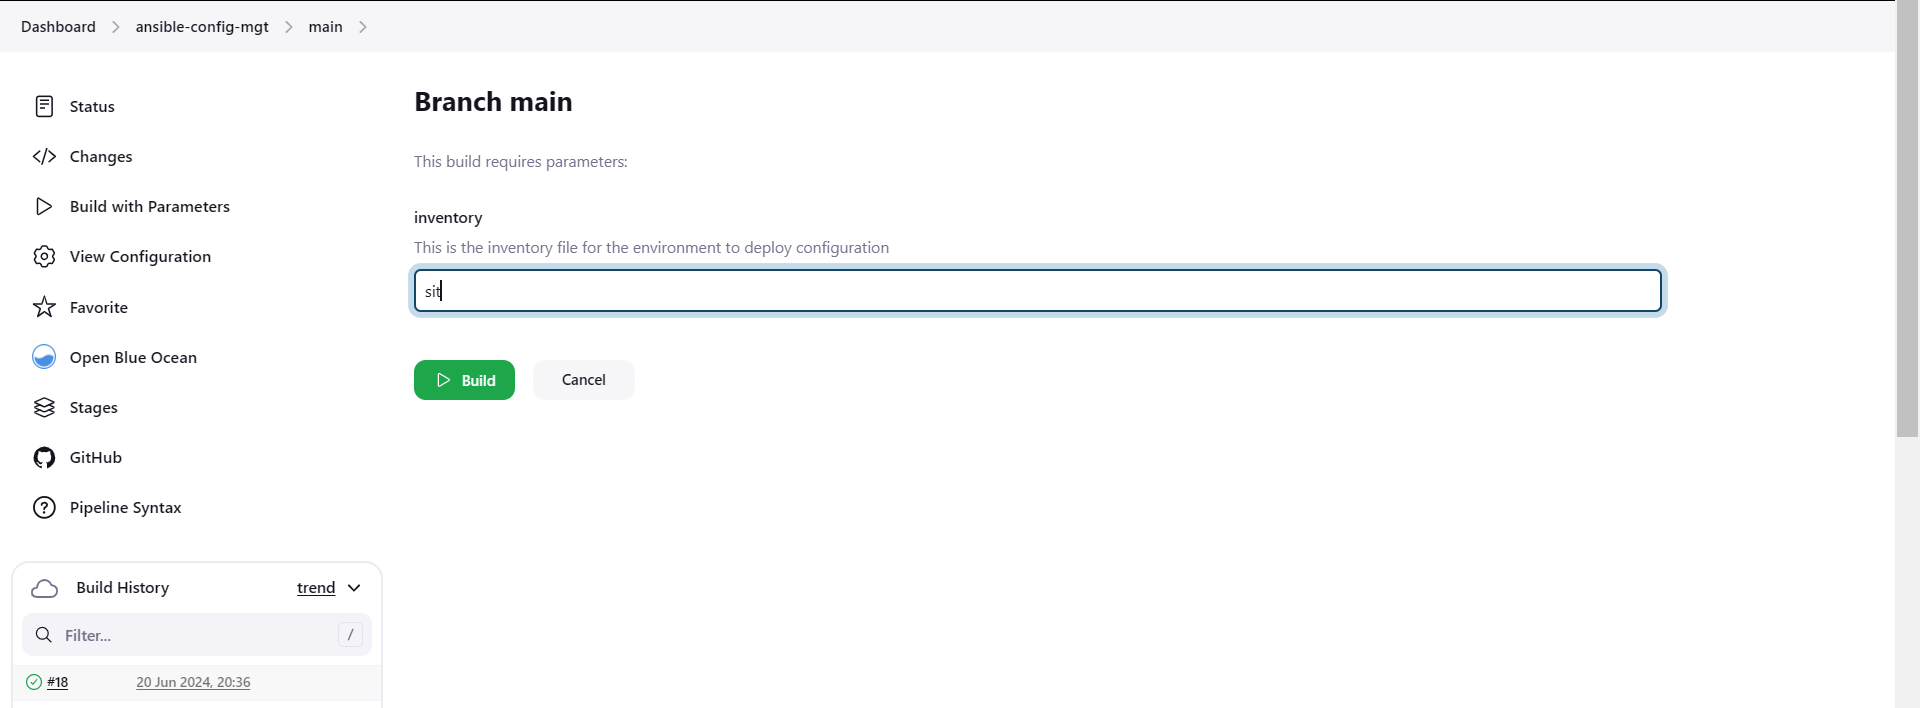 Dashboard > ansible-config-mgt > main >
Status
Changes
Build with Parameters
View Configuration
Favorite
Open Blue Ocean
Stages
GitHub
Pipeline Syntax
Build History trend
Filter... /
#18 20 Jun 2024, 20:36
Branch main
This build requires parameters:
inventory
This is the inventory file for the environment to deploy configuration
sit
Build Cancel